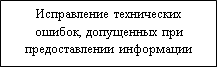 Исправление технических
ошибок, допущенных при
предоставлении информации